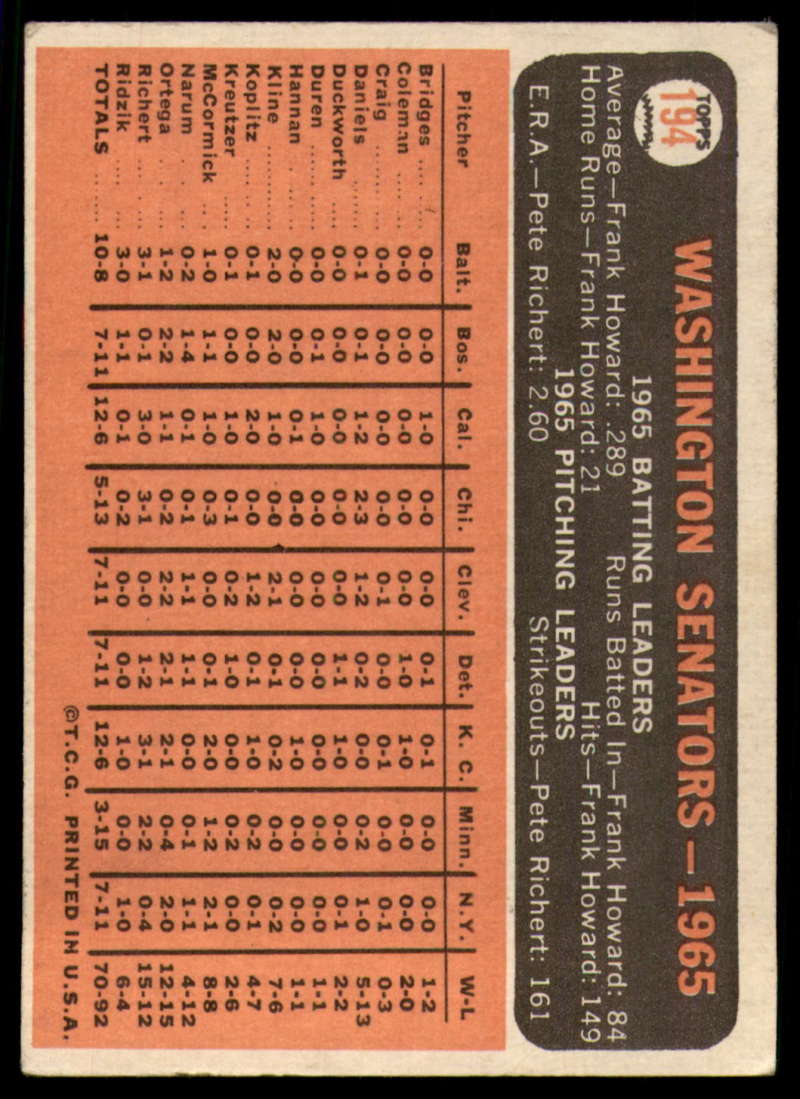 TOPPS
194
WASHINGTON SENATORS—1965
1965 BATTING LEADERS
Average—Frank Howard: .289 Runs Batted In—Frank Howard: 84
Home Runs—Frank Howard: 21 Hits—Frank Howard: 149
1965 PITCHING LEADERS
E.R.A.—Pete Richert: 2.60 Strikeouts—Pete Richert: 161
Pitcher Balt. Bos. Cal. Chi. Clev. Det. K. C. Minn. N.Y. W-L
Bridges 0-0 0-0 1-0 0-0 0-0 0-1 0-1 0-0 0-0 1-2
Coleman 0-0 0-0 0-0 0-0 0-0 1-0 1-0 0-0 0-0 2-0
Craig 0-0 0-0 0-0 0-0 0-1 0-0 0-1 0-0 0-1 0-3
Daniels 0-1 0-1 1-2 2-3 1-2 0-2 0-0 0-2 1-0 5-13
Duckworth 0-0 0-0 0-0 0-0 0-0 1-1 1-0 0-0 0-1 2-2
Duren 0-0 0-1 1-0 0-0 0-0 0-0 0-0 0-0 0-0 1-1
Hannan 0-0 0-0 0-1 0-0 0-0 0-0 1-0 0-0 0-0 1-1
Kline 2-0 2-0 1-0 0-0 2-1 0-1 0-2 0-0 0-2 7-6
Koplitz 0-1 0-0 2-0 0-0 1-2 0-1 1-0 0-2 0-1 4-7
Kreutzer 0-1 0-0 1-0 0-1 0-2 1-0 0-0 0-2 0-0 2-6
McCormick 1-0 1-1 1-0 0-3 0-0 0-1 2-0 1-2 2-1 8-8
Narum 0-2 1-4 0-1 0-1 1-1 1-1 0-0 0-1 1-1 4-12
Ortega 1-2 2-2 1-1 0-2 2-2 2-1 2-1 0-4 2-0 12-15
Richert 3-1 0-1 3-0 3-1 0-0 1-2 3-1 2-2 0-4 15-12
Ridzik 3-0 1-1 0-1 0-2 0-0 0-0 1-0 0-0 1-0 6-4
TOTALS 10-8 7-11 12-6 5-13 7-11 7-11 12-6 3-15 7-11 70-92
©T.C.G. PRINTED IN U.S.A.